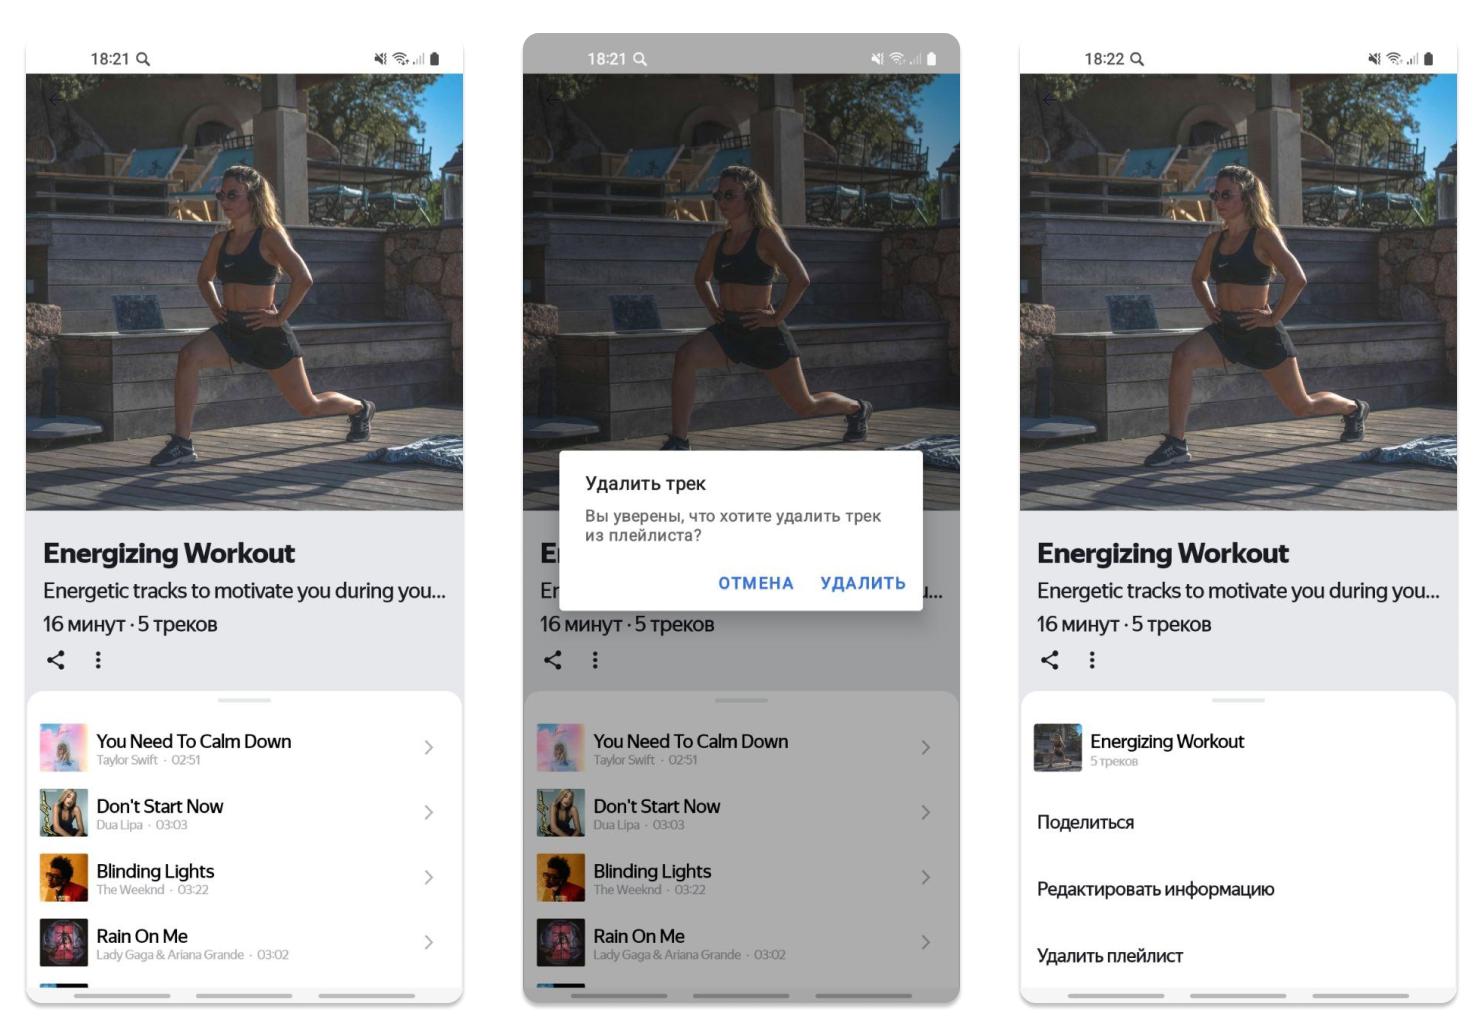 18:21
Energizing Workout
Energetic tracks to motivate you during you...
16 минут · 5 треков
You Need To Calm Down
Taylor Swift · 02:51
Don't Start Now
Dua Lipa · 03:03
Blinding Lights
The Weeknd · 03:22
Rain On Me
Lady Gaga & Ariana Grande · 03:02
18:21
Удалить трек
Вы уверены, что хотите удалить трек
из плейлиста?
ОТМЕНА УДАЛИТЬ
16 минут · 5 треков
You Need To Calm Down
Taylor Swift · 02:51
Don't Start Now
Dua Lipa · 03:03
Blinding Lights
The Weeknd · 03:22
Rain On Me
Lady Gaga & Ariana Grande · 03:02
18:22
Energizing Workout
Energetic tracks to motivate you during you...
16 минут · 5 треков
Energizing Workout
5 треков
Поделиться
Редактировать информацию
Удалить плейлист